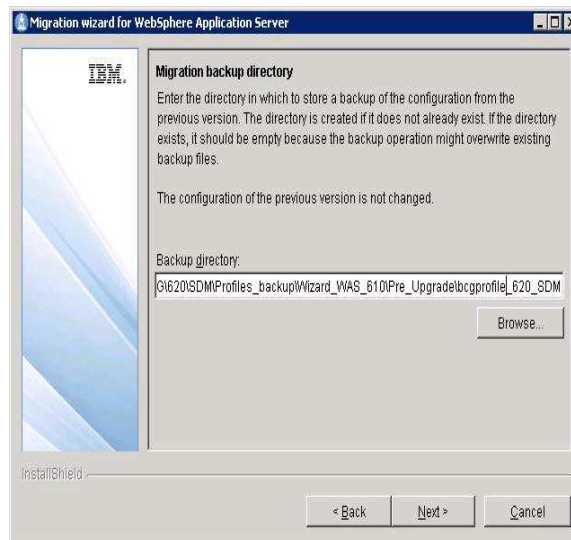 Migration wizard for WebSphere Application Server
IBM.
Migration backup directory
Enter the directory in which to store a backup of the configuration from the
previous version. The directory is created if it does not already exist. If the directory
exists, it should be empty because the backup operation might overwrite existing
backup files.
The configuration of the previous version is not changed.
Backup directory:
G\620\SDM\Profiles_backup\Wizard_WAS_610\Pre_Upgrade\bcgprofile_620_SDM
Browse...
InstallShield
< Back
Next >
Cancel